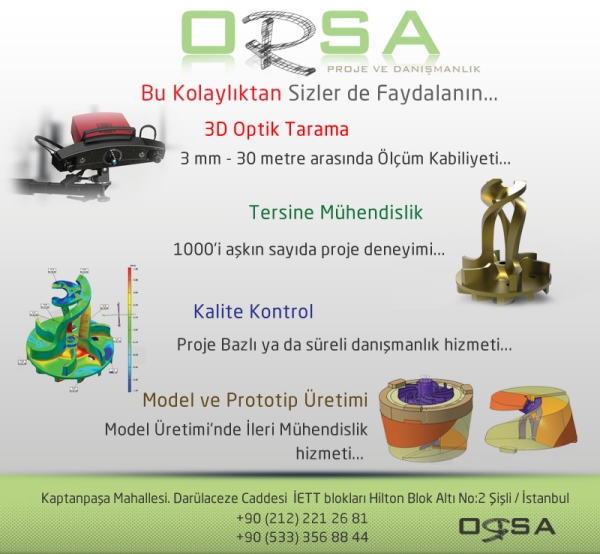 ORSA
PROJE VE DANIŞMANLIK
Bu Kolaylıktan Sizler de Faydalanın...
3D Optik Tarama
3 mm - 30 metre arasında Ölçüm Kabiliyeti...
Tersine Mühendislik
1000'i aşkın sayıda proje deneyimi...
Kalite Kontrol
Proje Bazlı ya da süreli danışmanlık hizmeti...
Model ve Prototip Üretimi
Model Üretimi'nde İleri Mühendislik
hizmeti...
Kaptanpaşa Mahallesi. Darülaceze Caddesi İETT blokları Hilton Blok Altı No:2 Şişli / İstanbul
+90 (212) 221 26 81
+90 (533) 356 88 44
ORSA